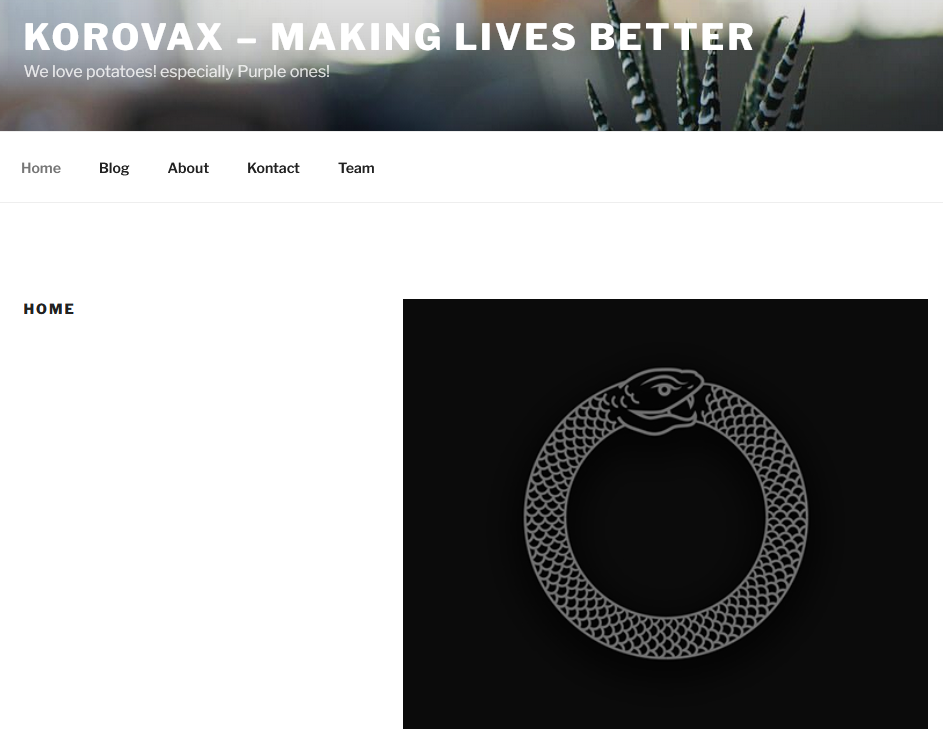 KOROVAX – MAKING LIVES BETTER
We love potatoes! especially Purple ones!
Home Blog About Kontact Team
HOME